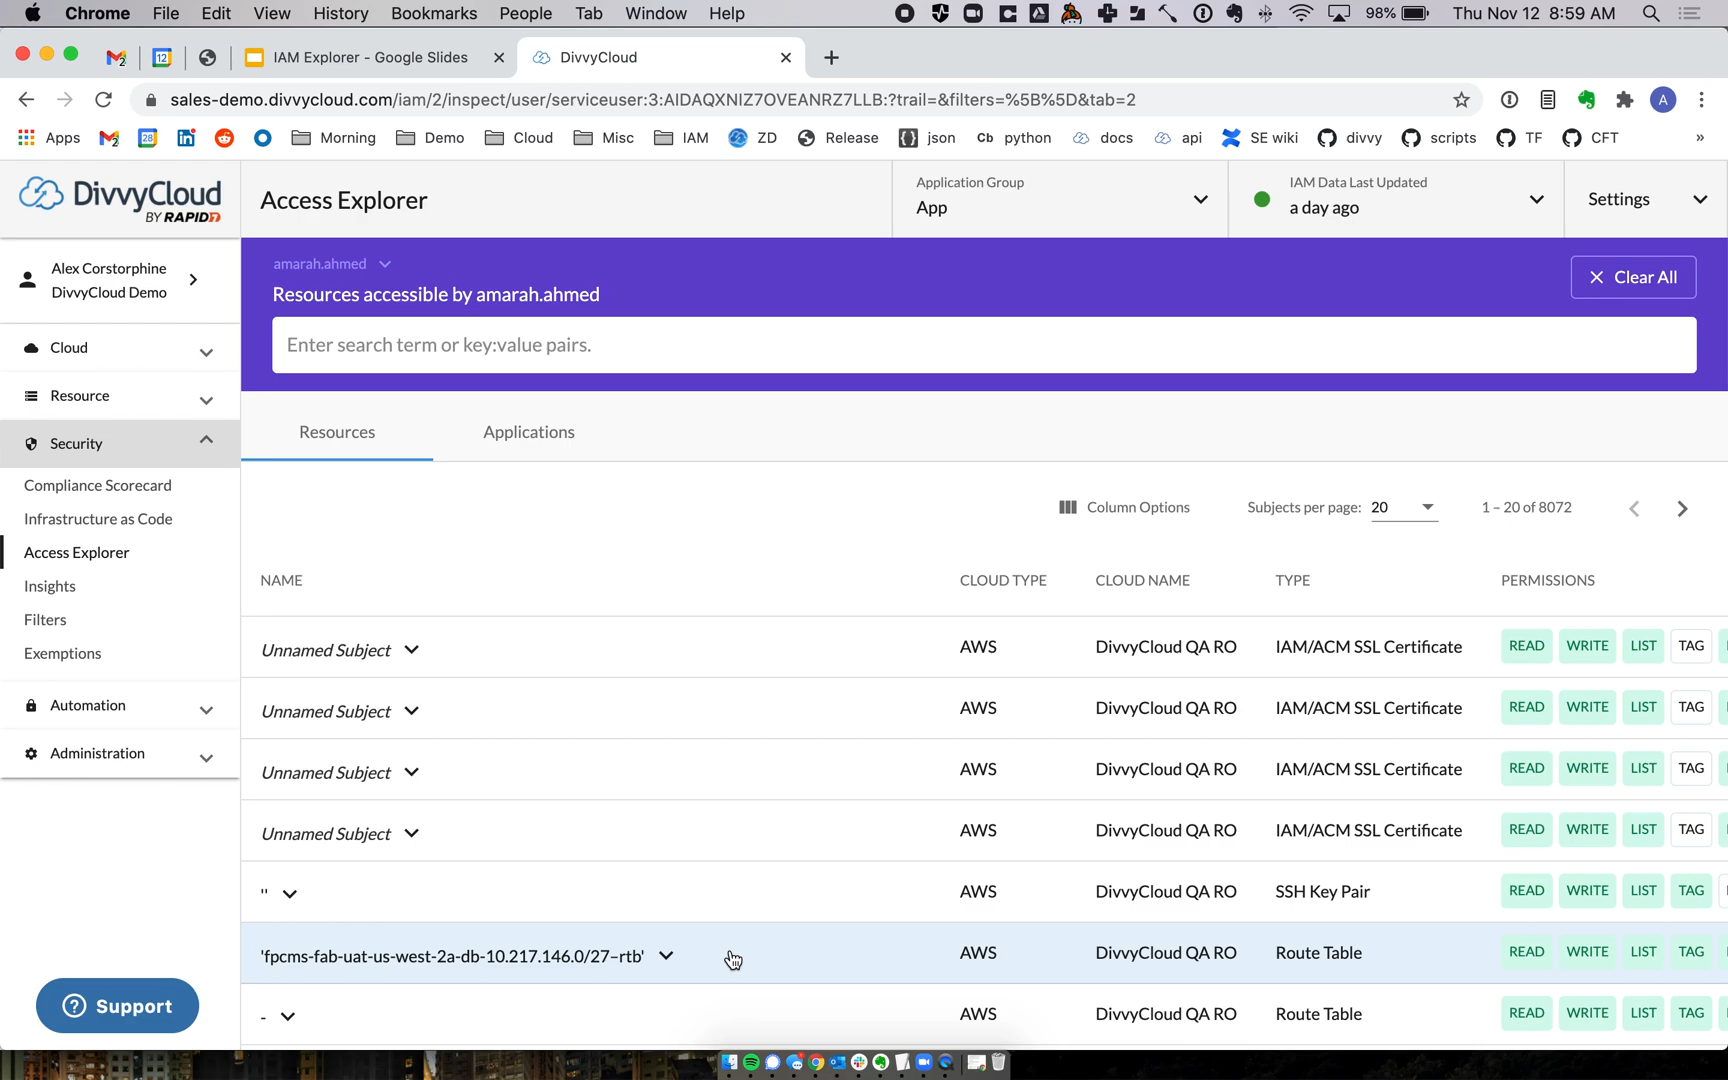 Chrome File Edit View History Bookmarks People Tab Window Help 98% Thu Nov 12 8:59 AM
IAM Explorer - Google Slides DivvyCloud
sales-demo.divvycloud.com/iam/2/inspect/user/serviceuser:3:AIDAQXNIZ7OVEANRZ7LLB:?trail=&filters=%5B%5D&tab=2 A
Apps Morning Demo Cloud Misc IAM ZD Release json Cb python docs api SE wiki divvy scripts TF CFT »
DivvyCloud
BY RAPID7
Access Explorer
Application Group
App
IAM Data Last Updated
a day ago
Settings
Alex Corstorphine
DivvyCloud Demo
Cloud
Resource
Security
Compliance Scorecard
Infrastructure as Code
Access Explorer
Insights
Filters
Exemptions
Automation
Administration
Support
amarah.ahmed
Resources accessible by amarah.ahmed
Clear All
Enter search term or key:value pairs.
Resources Applications
Column Options Subjects per page: 20 1 – 20 of 8072
NAME CLOUD TYPE CLOUD NAME TYPE PERMISSIONS
Unnamed Subject AWS DivvyCloud QA RO IAM/ACM SSL Certificate READ WRITE LIST TAG
Unnamed Subject AWS DivvyCloud QA RO IAM/ACM SSL Certificate READ WRITE LIST TAG
Unnamed Subject AWS DivvyCloud QA RO IAM/ACM SSL Certificate READ WRITE LIST TAG
Unnamed Subject AWS DivvyCloud QA RO IAM/ACM SSL Certificate READ WRITE LIST TAG
'' AWS DivvyCloud QA RO SSH Key Pair READ WRITE LIST TAG
'fpcms-fab-uat-us-west-2a-db-10.217.146.0/27–rtb' AWS DivvyCloud QA RO Route Table READ WRITE LIST TAG
- AWS DivvyCloud QA RO Route Table READ WRITE LIST TAG